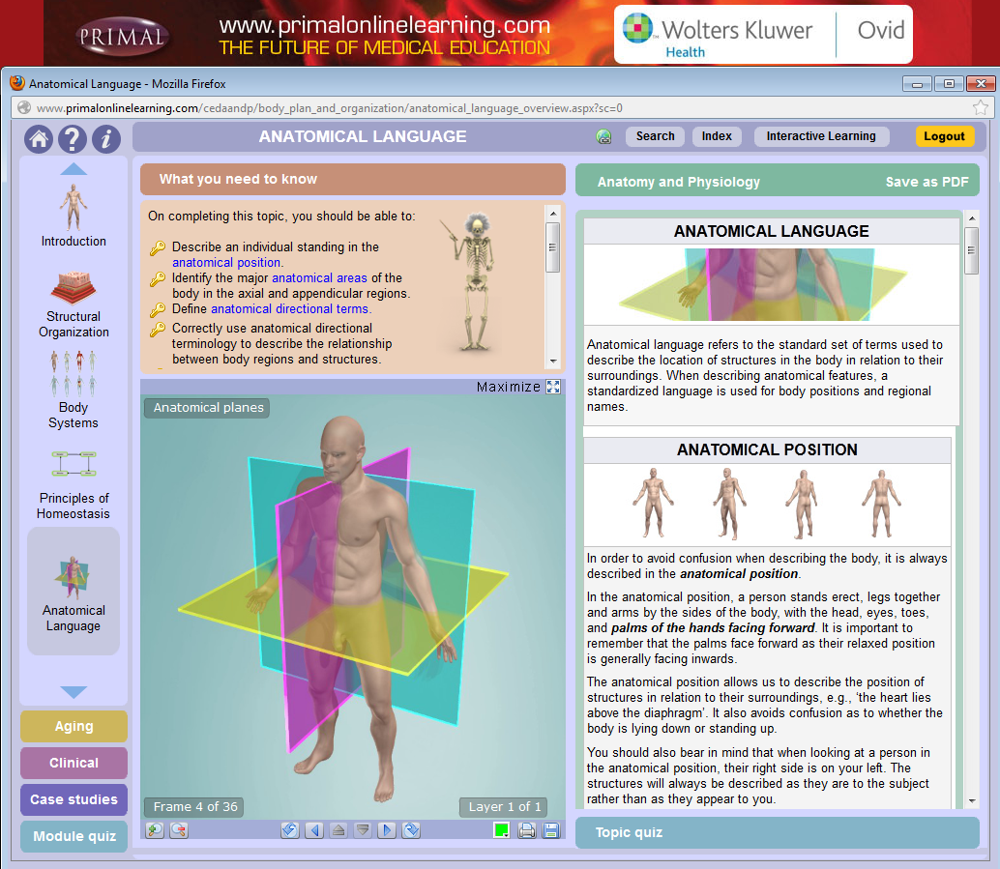 PRIMAL
www.primalonlinelearning.com
THE FUTURE OF MEDICAL EDUCATION
Wolters Kluwer
Health
Ovid
Anatomical Language - Mozilla Firefox
www.primalonlinelearning.com/cedaandp/body_plan_and_organization/anatomical_language_overview.aspx?sc=0
ANATOMICAL LANGUAGE
Search
Index
Interactive Learning
Logout
Introduction
Structural
Organization
Body
Systems
Principles of
Homeostasis
Anatomical
Language
Aging
Clinical
Case studies
Module quiz
What you need to know
On completing this topic, you should be able to:
Describe an individual standing in the
anatomical position.
Identify the major anatomical areas of the
body in the axial and appendicular regions.
Define anatomical directional terms.
Correctly use anatomical directional
terminology to describe the relationship
between body regions and structures.
Maximize
Anatomical planes
Frame 4 of 36
Layer 1 of 1
Anatomy and Physiology
Save as PDF
ANATOMICAL LANGUAGE
Anatomical language refers to the standard set of terms used to
describe the location of structures in the body in relation to their
surroundings. When describing anatomical features, a
standardized language is used for body positions and regional
names.
ANATOMICAL POSITION
In order to avoid confusion when describing the body, it is always
described in the anatomical position.
In the anatomical position, a person stands erect, legs together
and arms by the sides of the body, with the head, eyes, toes,
and palms of the hands facing forward. It is important to
remember that the palms face forward as their relaxed position
is generally facing inwards.
The anatomical position allows us to describe the position of
structures in relation to their surroundings, e.g., ‘the heart lies
above the diaphragm’. It also avoids confusion as to whether the
body is lying down or standing up.
You should also bear in mind that when looking at a person in
the anatomical position, their right side is on your left. The
structures will always be described as they are to the subject
rather than as they appear to you.
Topic quiz